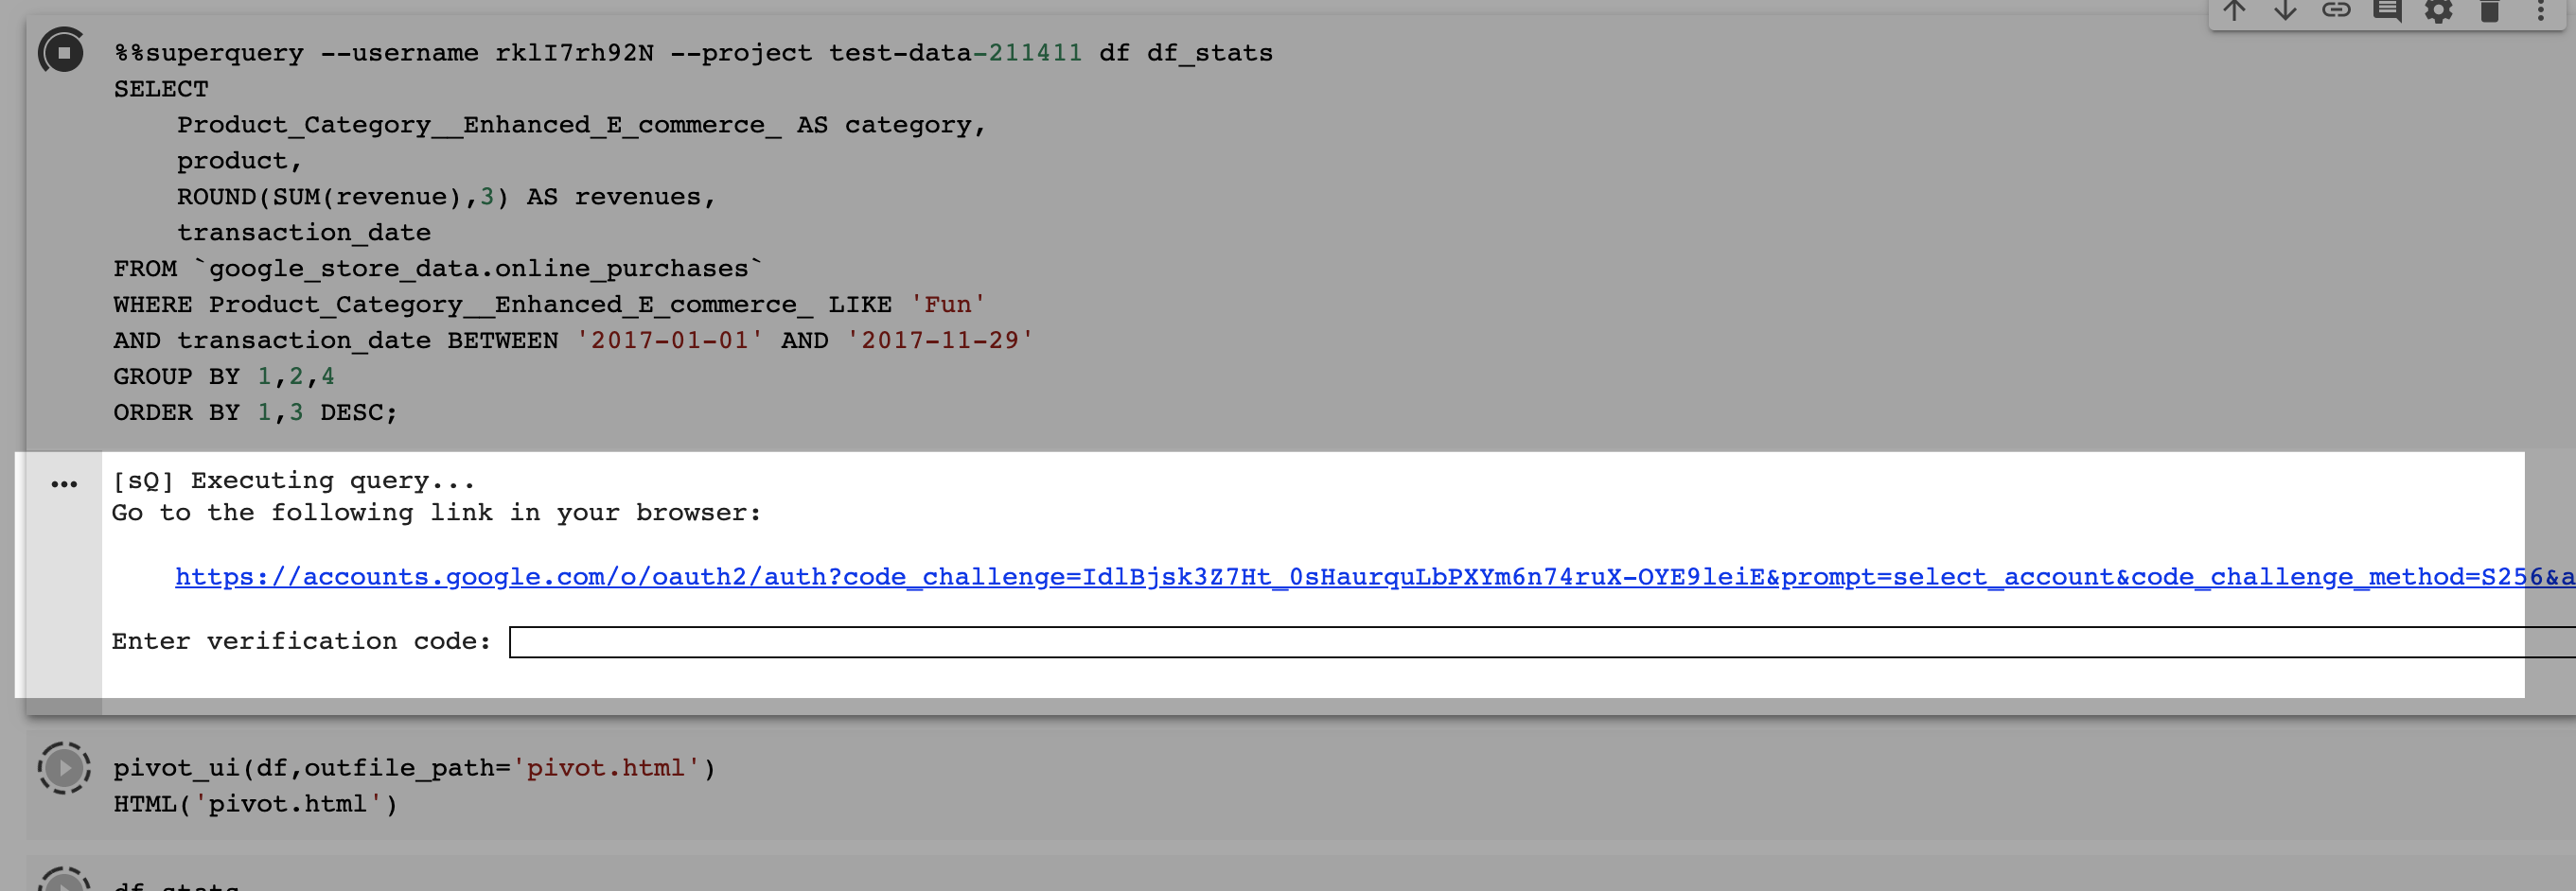 %%superquery --username rklI7rh92N --project test-data-211411 df df_stats
SELECT
    Product_Category__Enhanced_E_commerce_ AS category,
    product,
    ROUND(SUM(revenue),3) AS revenues,
    transaction_date
FROM `google_store_data.online_purchases`
WHERE Product_Category__Enhanced_E_commerce_ LIKE 'Fun'
AND transaction_date BETWEEN '2017-01-01' AND '2017-11-29'
GROUP BY 1,2,4
ORDER BY 1,3 DESC;
[sQ] Executing query...
Go to the following link in your browser:
    https://accounts.google.com/o/oauth2/auth?code_challenge=IdlBjsk3Z7Ht_0sHaurquLbPXYm6n74ruX-OYE9leiE&prompt=select_account&code_challenge_method=S256&a
Enter verification code:
pivot_ui(df,outfile_path='pivot.html')
HTML('pivot.html')
df_stats